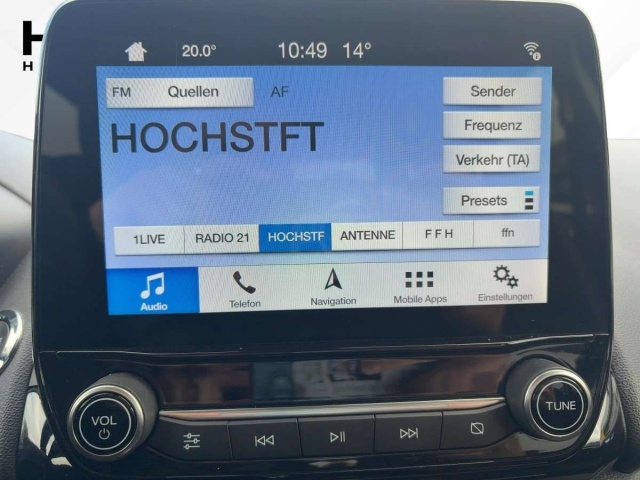 20.0° 10:49 14°
FM Quellen AF Sender
HOCHSTFT
Frequenz
Verkehr (TA)
Presets
1LIVE RADIO 21 HOCHSTF ANTENNE F F H ffn
Audio Telefon Navigation Mobile Apps Einstellungen
VOL TUNE